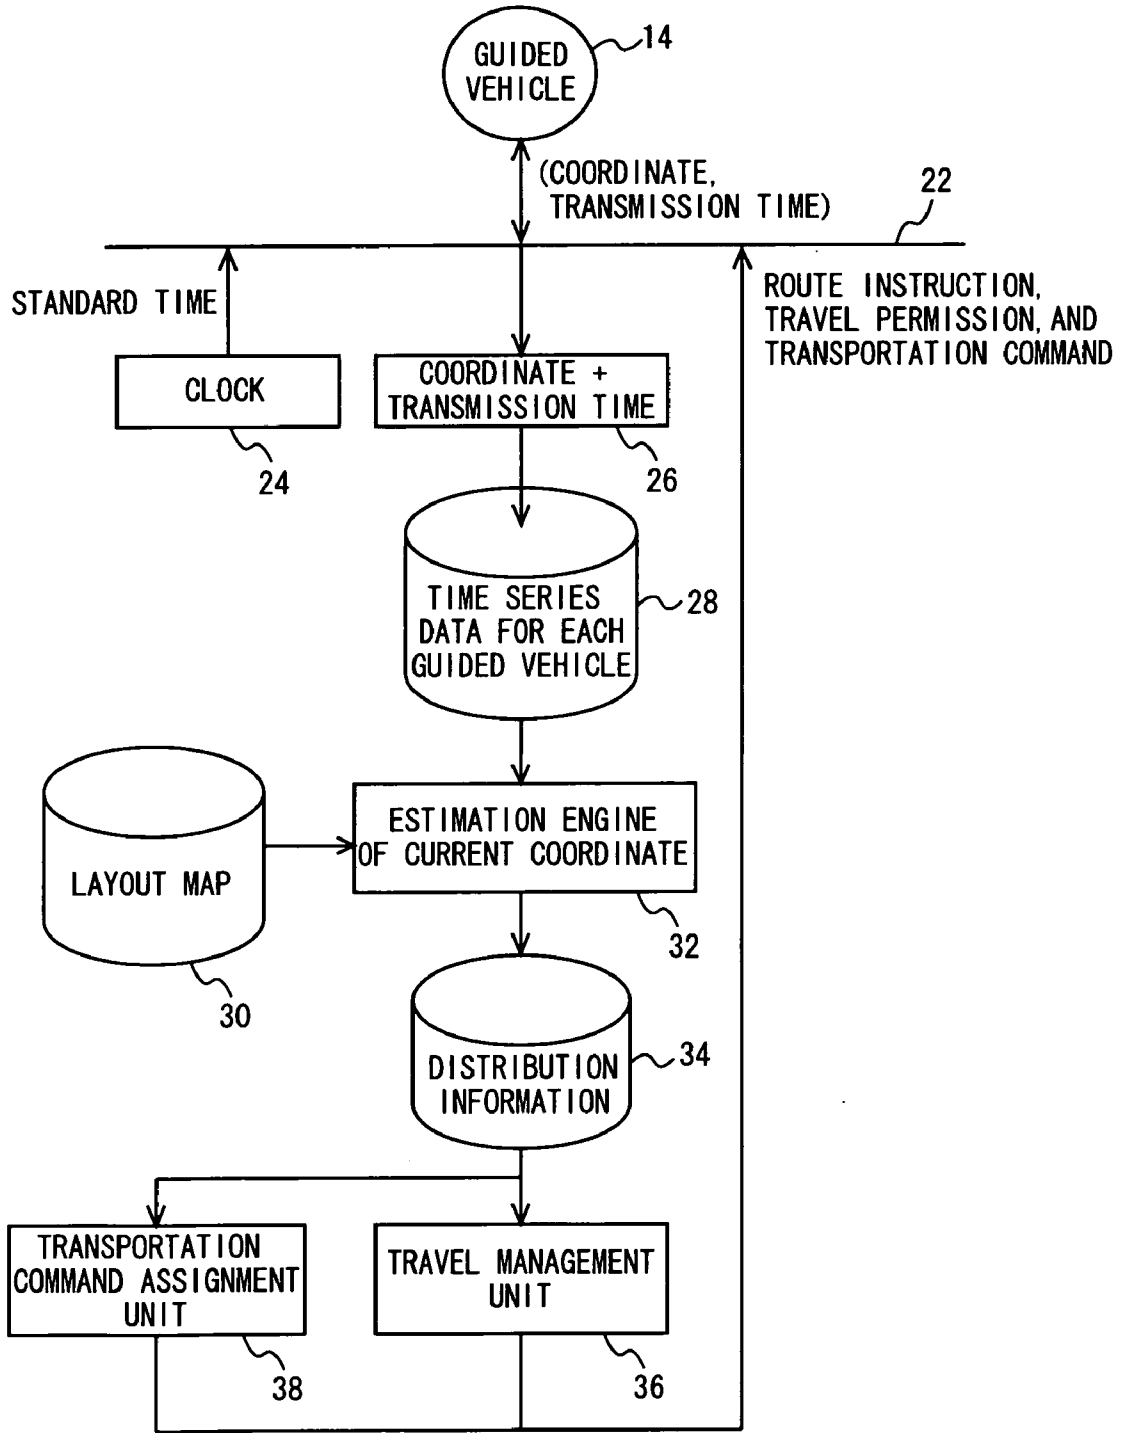 GUIDED
VEHICLE
14
(COORDINATE,
TRANSMISSION TIME)
22
STANDARD TIME
ROUTE INSTRUCTION,
TRAVEL PERMISSION, AND
TRANSPORTATION COMMAND
CLOCK
24
COORDINATE +
TRANSMISSION TIME
26
TIME SERIES
DATA FOR EACH
GUIDED VEHICLE
28
LAYOUT MAP
30
ESTIMATION ENGINE
OF CURRENT COORDINATE
32
DISTRIBUTION
INFORMATION
34
TRANSPORTATION
COMMAND ASSIGNMENT
UNIT
38
TRAVEL MANAGEMENT
UNIT
36